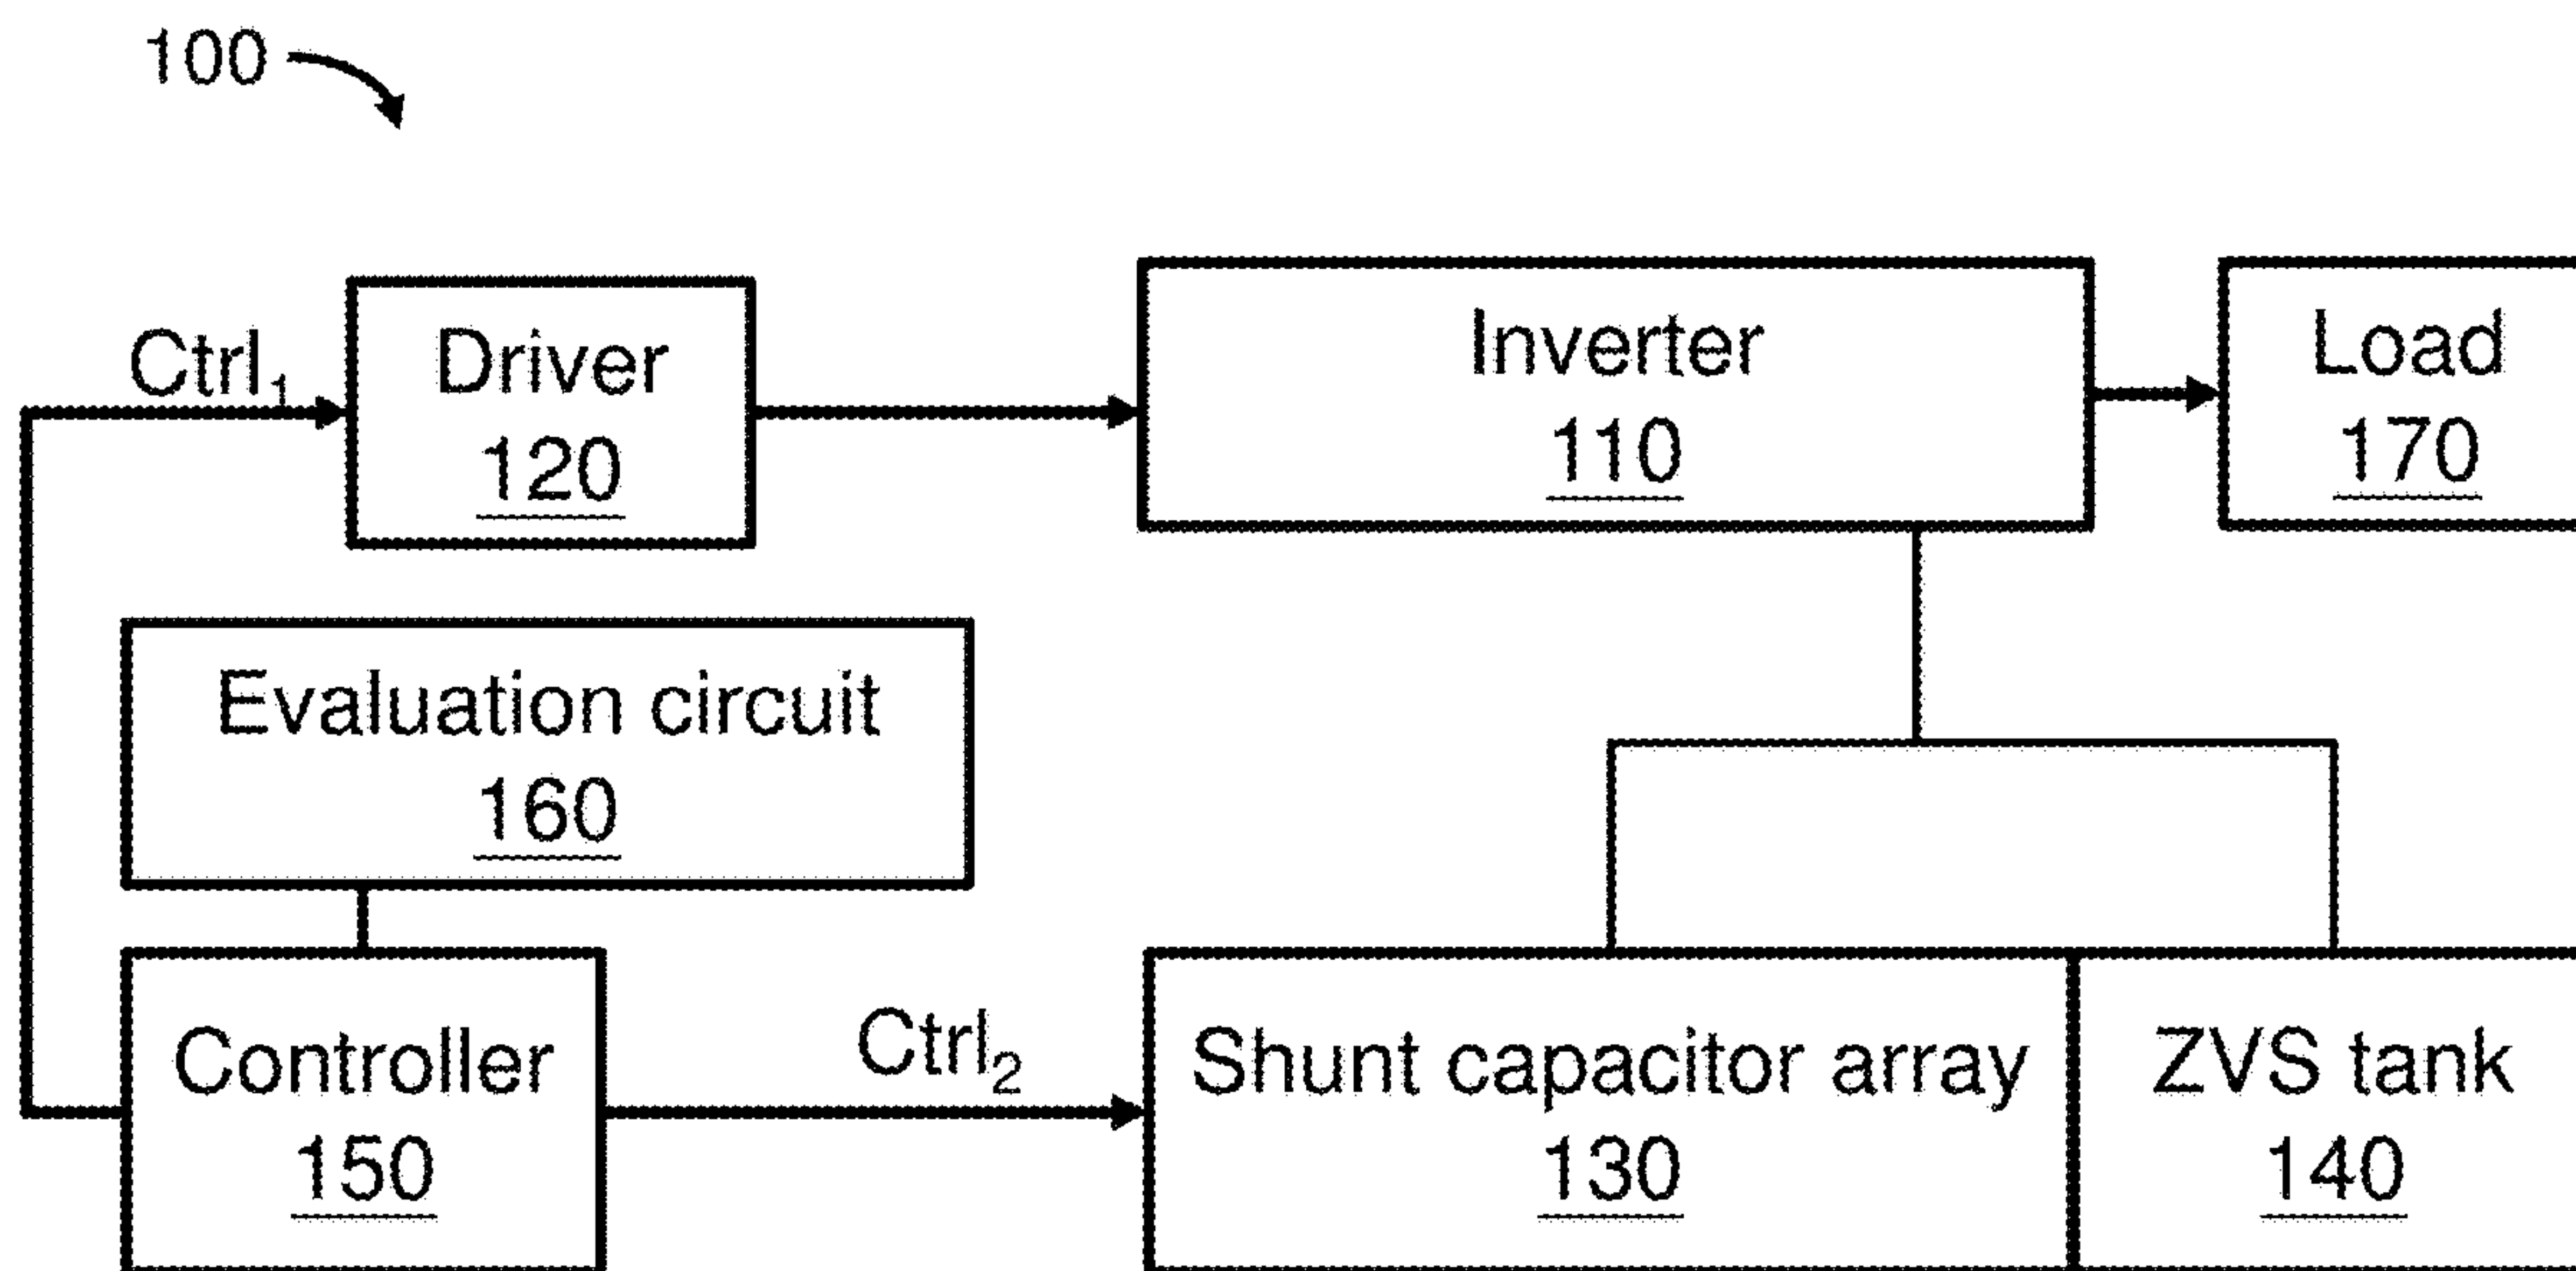 100
Ctrl₁
Driver
120
Inverter
110
Load
170
Evaluation circuit
160
Controller
150
Ctrl₂
Shunt capacitor array
130
ZVS tank
140